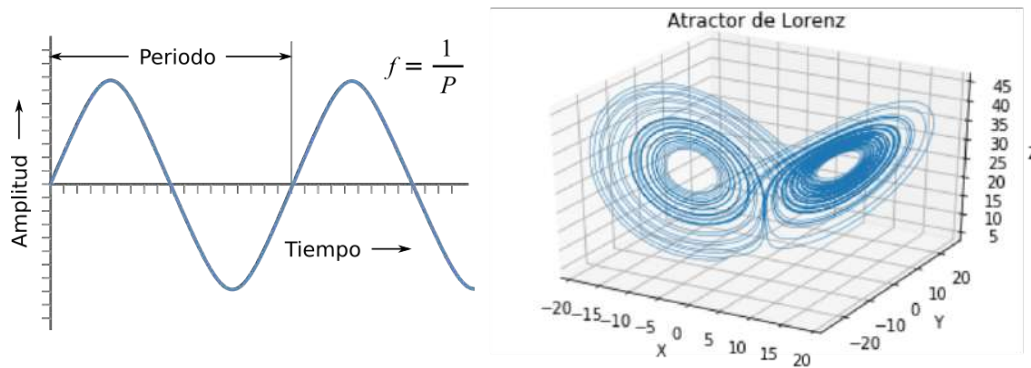 Periodo
f = 1/P
Amplitud
Tiempo
Atractor de Lorenz
45
40
35
30
25
20
15
10
5
−20 −15 −10 −5 0 5 10 15 20
X
−20 −10 0 10 20
Y